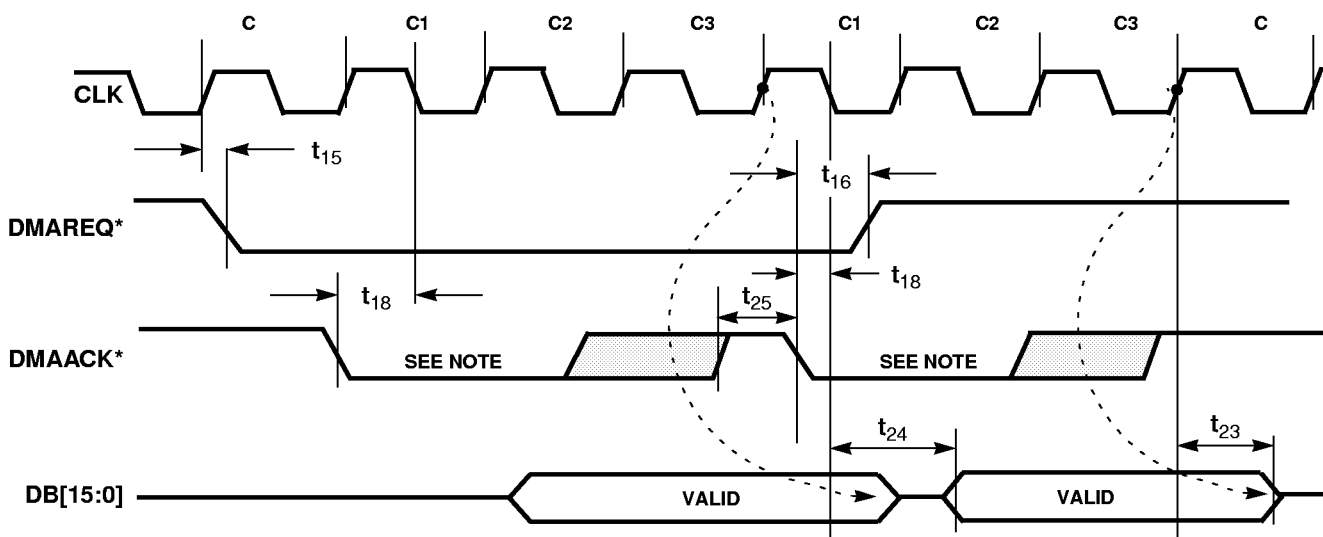 C C1 C2 C3 C1 C2 C3 C
CLK
t15
t16
DMAREQ*
t18
t18
t25
DMAACK*
SEE NOTE SEE NOTE
t24 t23
DB[15:0]
VALID VALID